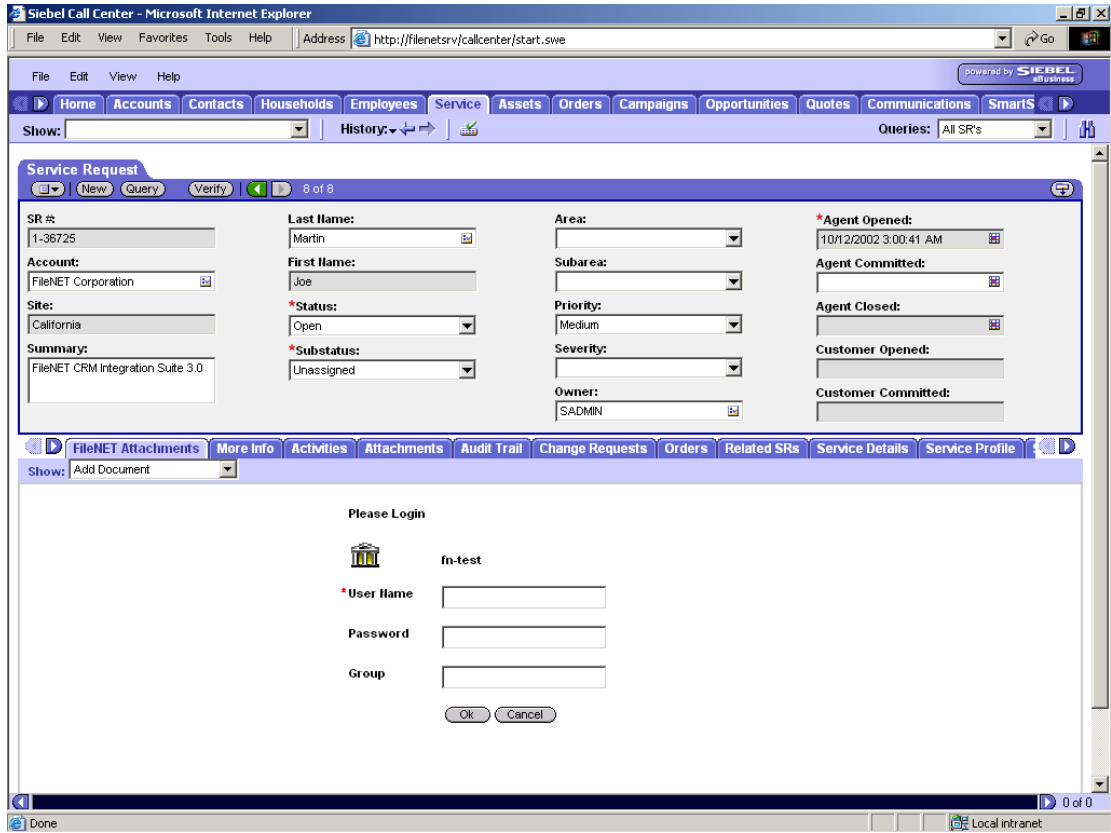 Siebel Call Center - Microsoft Internet Explorer
File Edit View Favorites Tools Help Address http://filenetsrv/callcenter/start.swe Go
File Edit View Help powered by SIEBEL eBusiness
Home Accounts Contacts Households Employees Service Assets Orders Campaigns Opportunities Quotes Communications SmartS
Show: History: Queries: All SR's
Service Request
New Query Verify 8 of 8
SR #: Last Name: Area: *Agent Opened:
1-36725 Martin 10/12/2002 3:00:41 AM
Account: First Name: Subarea: Agent Committed:
FileNET Corporation Joe
Site: *Status: Priority: Agent Closed:
California Open Medium
Summary: *Substatus: Severity: Customer Opened:
FileNET CRM Integration Suite 3.0 Unassigned
Owner: Customer Committed:
SADMIN
FileNET Attachments More Info Activities Attachments Audit Trail Change Requests Orders Related SRs Service Details Service Profile
Show: Add Document
Please Login
fn-test
*User Name
Password
Group
Ok Cancel
0 of 0
Done Local intranet